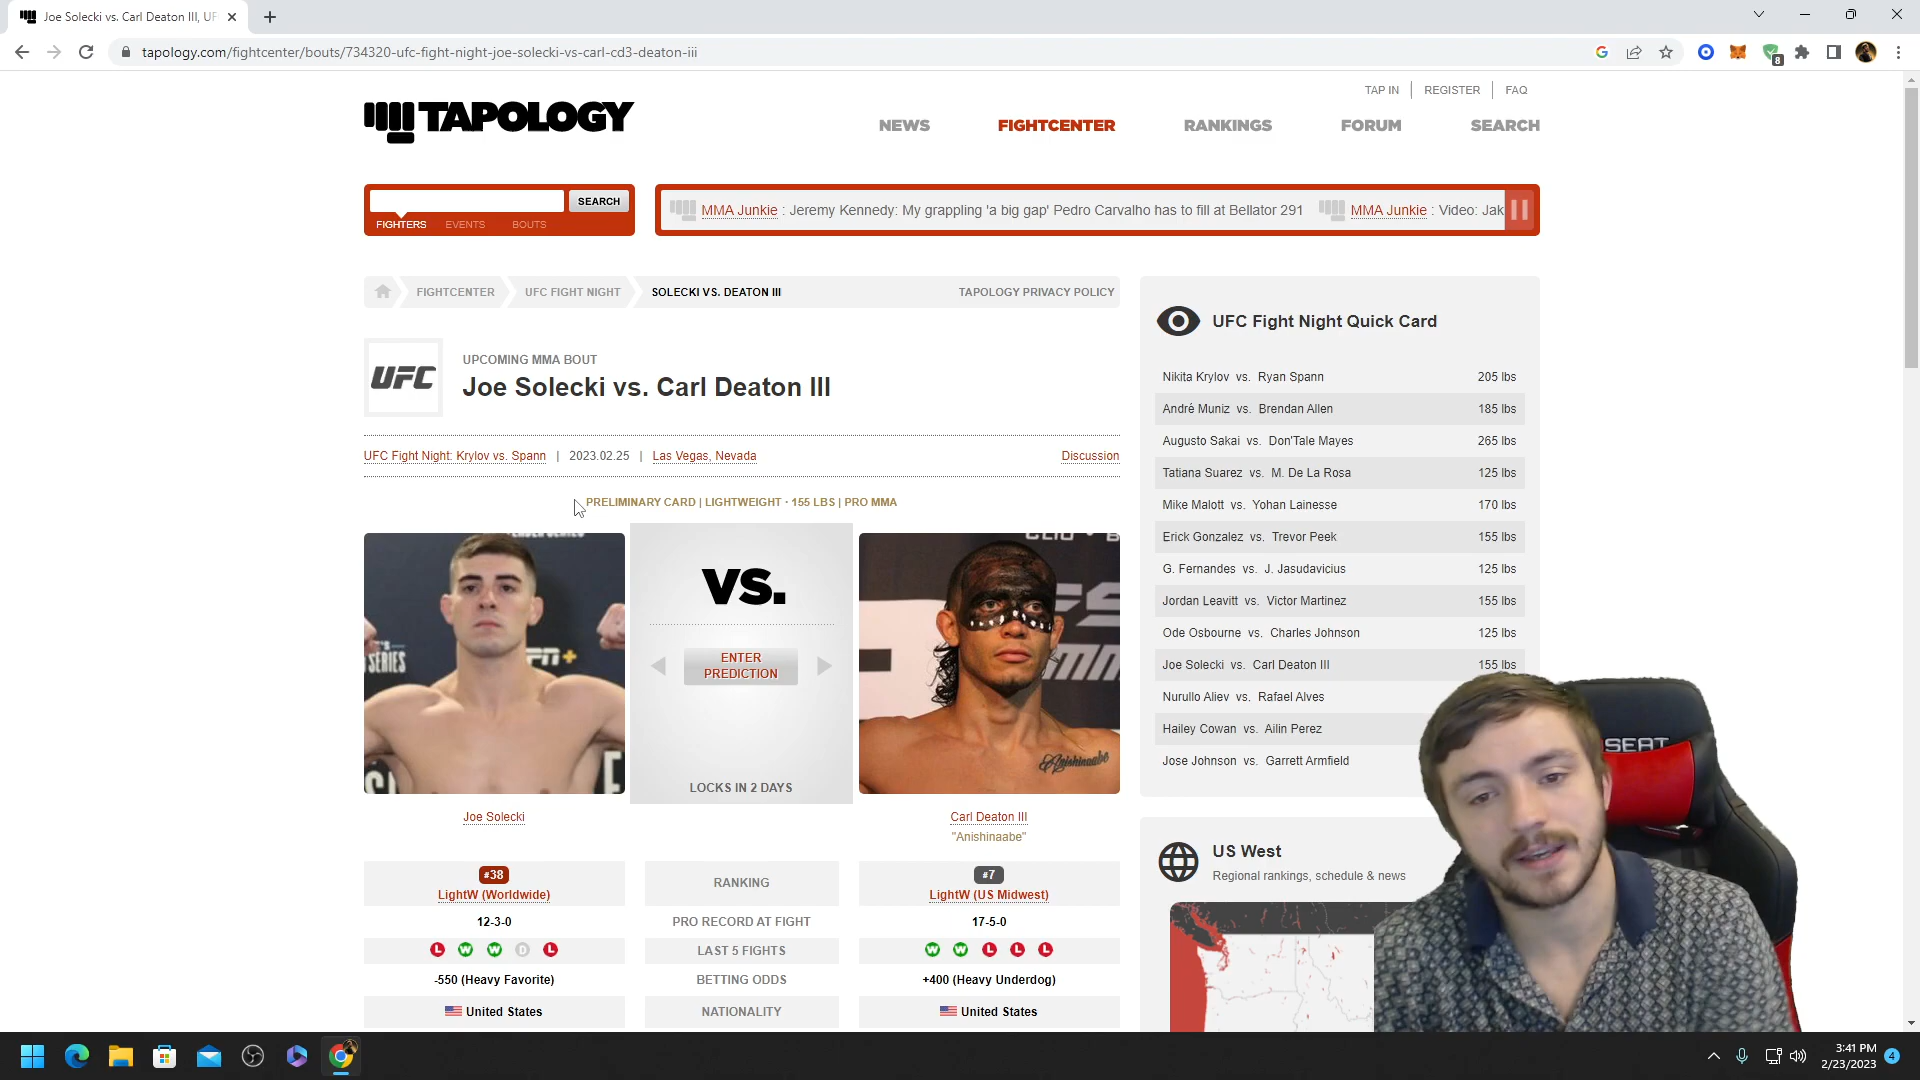 Joe Solecki vs. Carl Deaton III, UF
tapology.com/fightcenter/bouts/734320-ufc-fight-night-joe-solecki-vs-carl-cd3-deaton-iii
8
TAP IN
REGISTER
FAQ
TAPOLOGY
NEWS
FIGHTCENTER
RANKINGS
FORUM
SEARCH
SEARCH
FIGHTERS
EVENTS
BOUTS
MMA Junkie : Jeremy Kennedy: My grappling 'a big gap' Pedro Carvalho has to fill at Bellator 291
MMA Junkie : Video: Jak
FIGHTCENTER
UFC FIGHT NIGHT
SOLECKI VS. DEATON III
TAPOLOGY PRIVACY POLICY
UFC
UPCOMING MMA BOUT
Joe Solecki vs. Carl Deaton III
UFC Fight Night: Krylov vs. Spann | 2023.02.25 | Las Vegas, Nevada
Discussion
PRELIMINARY CARD | LIGHTWEIGHT · 155 LBS | PRO MMA
SERIES
VS.
ENTER
PREDICTION
LOCKS IN 2 DAYS
Anishinaabe
Joe Solecki
Carl Deaton III
"Anishinaabe"
#38
LightW (Worldwide)
RANKING
#7
LightW (US Midwest)
12-3-0
PRO RECORD AT FIGHT
17-5-0
L W W D L
LAST 5 FIGHTS
W W L L L
-550 (Heavy Favorite)
BETTING ODDS
+400 (Heavy Underdog)
United States
NATIONALITY
United States
UFC Fight Night Quick Card
Nikita Krylov vs. Ryan Spann 205 lbs
André Muniz vs. Brendan Allen 185 lbs
Augusto Sakai vs. Don'Tale Mayes 265 lbs
Tatiana Suarez vs. M. De La Rosa 125 lbs
Mike Malott vs. Yohan Lainesse 170 lbs
Erick Gonzalez vs. Trevor Peek 155 lbs
G. Fernandes vs. J. Jasudavicius 125 lbs
Jordan Leavitt vs. Victor Martinez 155 lbs
Ode Osbourne vs. Charles Johnson 125 lbs
Joe Solecki vs. Carl Deaton III 155 lbs
Nurullo Aliev vs. Rafael Alves
Hailey Cowan vs. Ailin Perez
Jose Johnson vs. Garrett Armfield
US West
Regional rankings, schedule & news
SEAT
3:41 PM
2/23/2023
4